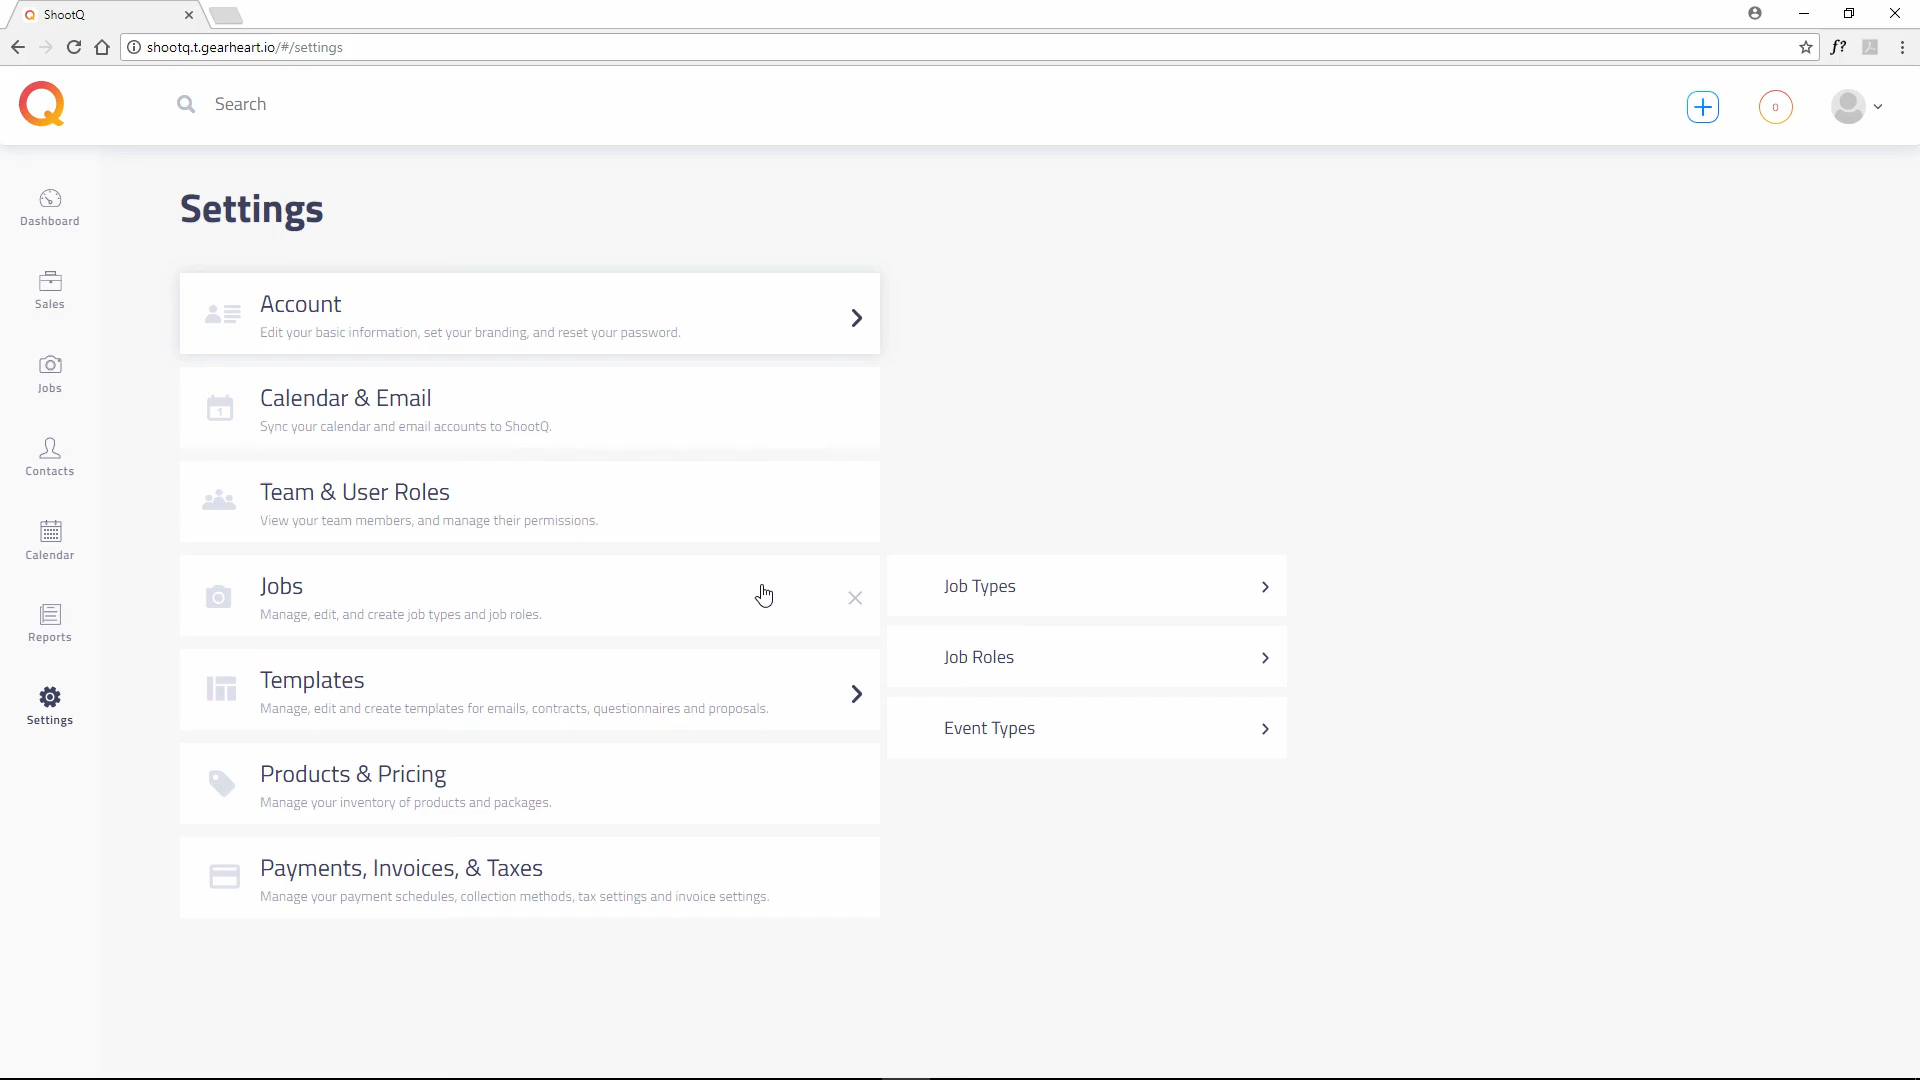 ShootQ
shootq.t.gearheart.io/#/settings
f?
Search
0
Dashboard
Sales
Jobs
Contacts
Calendar
Reports
Settings
Settings
Account
Edit your basic information, set your branding, and reset your password.
Calendar & Email
Sync your calendar and email accounts to ShootQ.
Team & User Roles
View your team members, and manage their permissions.
Jobs
Manage, edit, and create job types and job roles.
Job Types
Job Roles
Event Types
Templates
Manage, edit and create templates for emails, contracts, questionnaires and proposals.
Products & Pricing
Manage your inventory of products and packages.
Payments, Invoices, & Taxes
Manage your payment schedules, collection methods, tax settings and invoice settings.